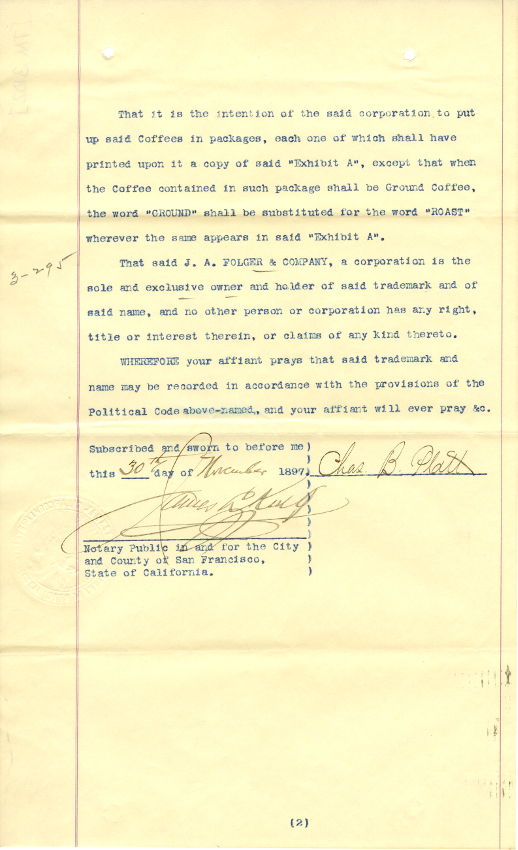 That it is the intention of the said corporation to put
up said Coffees in packages, each one of which shall have
printed upon it a copy of said "Exhibit A", except that when
the Coffee contained in such package shall be Ground Coffee,
the word "GROUND" shall be substituted for the word "ROAST"
wherever the same appears in said "Exhibit A".
3-295
That said J. A. FOLGER & COMPANY, a corporation is the
sole and exclusive owner and holder of said trademark and of
said name, and no other person or corporation has any right,
title or interest therein, or claims of any kind thereto.
WHEREFORE your affiant prays that said trademark and
name may be recorded in accordance with the provisions of the
Political Code above-named, and your affiant will ever pray &c.
Subscribed and sworn to before me )
this 30th day of November 1897. ) Chas. B. Platt
James L. King )
Notary Public in and for the City )
and County of San Francisco, )
State of California. )
(2)